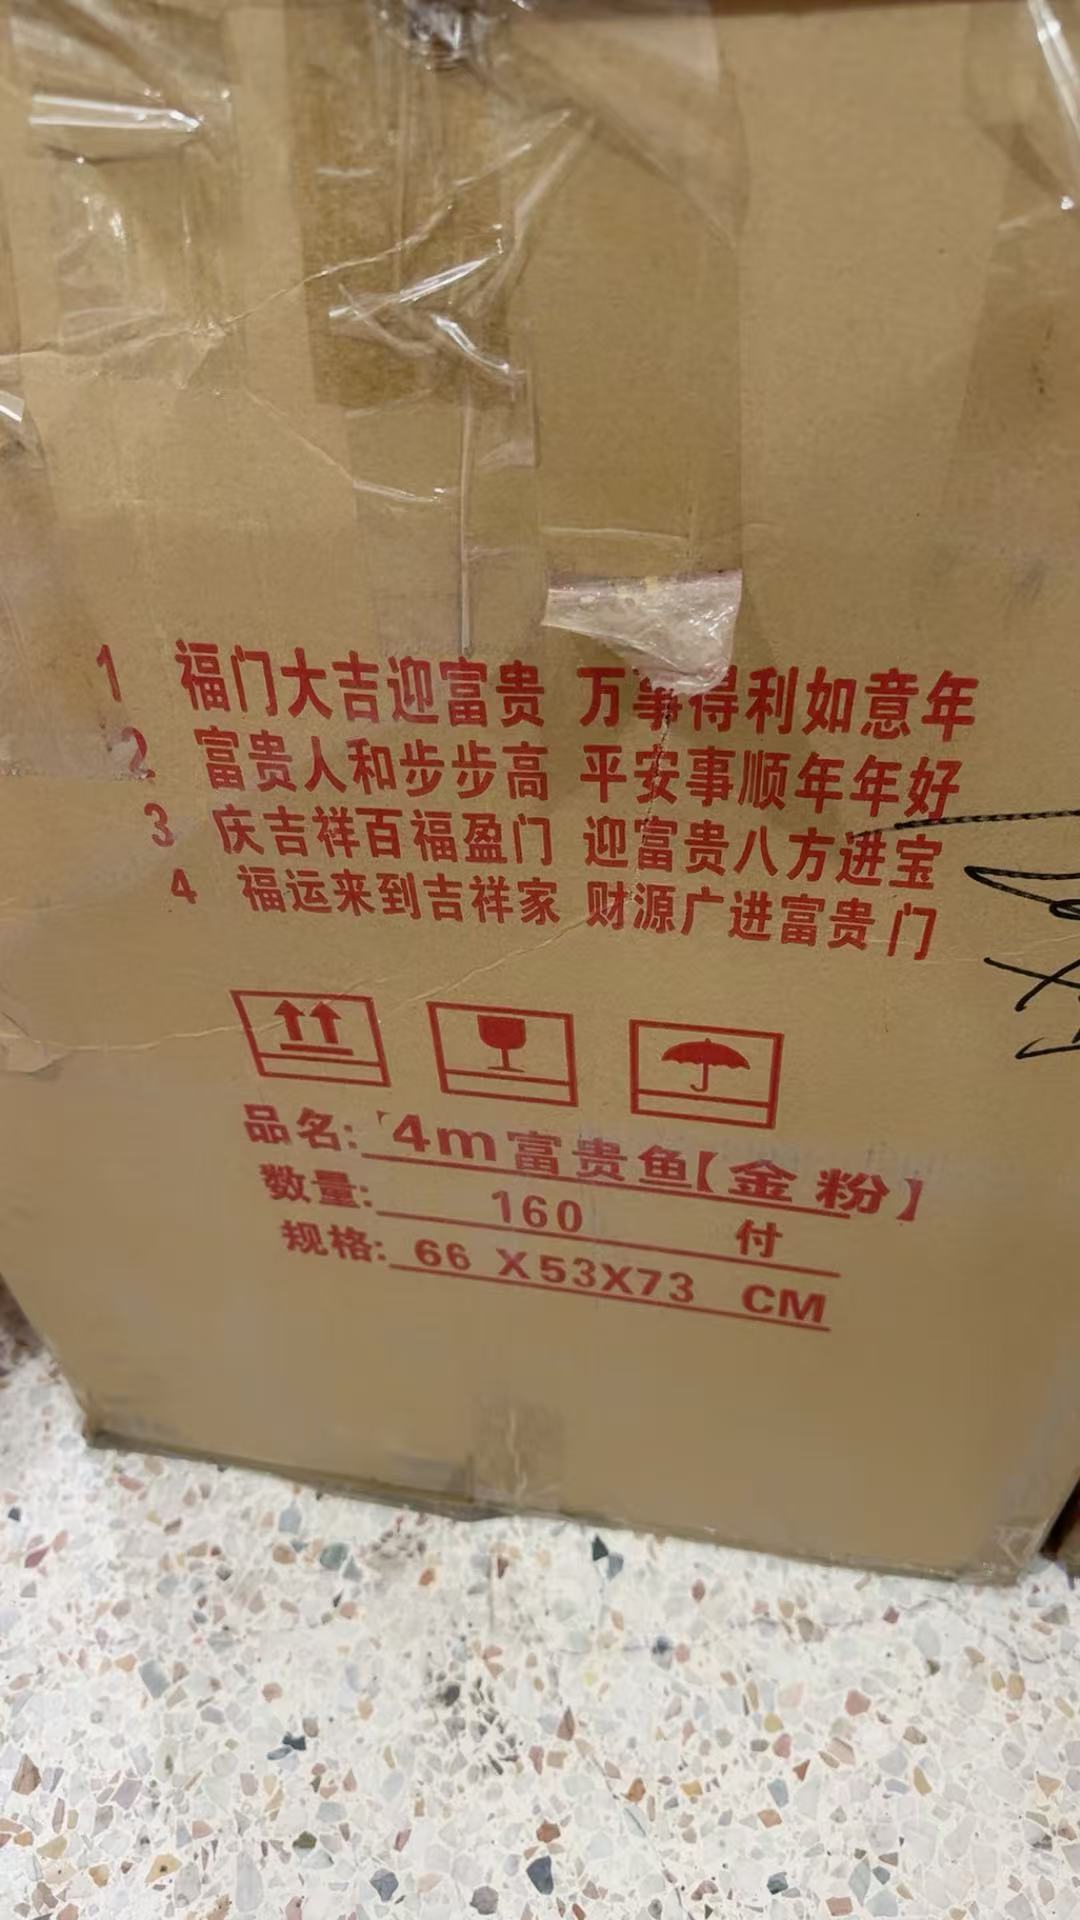 1 福门大吉迎富贵 万事得利如意年
2 富贵人和步步高 平安事顺年年好
3 庆吉祥百福盈门 迎富贵八方进宝
4 福运来到吉祥家 财源广进富贵门
品名: 4m富贵鱼【金粉】
数量: 160 付
规格: 66 X53X73 CM